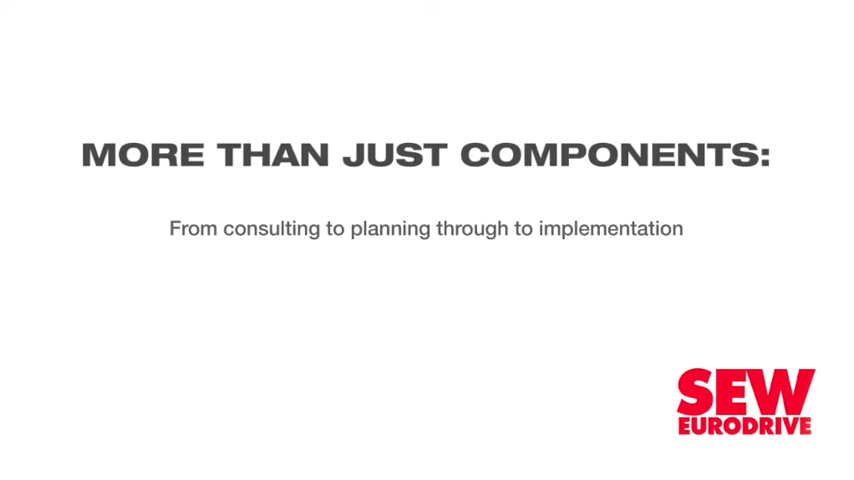 MORE THAN JUST COMPONENTS:
From consulting to planning through to implementation
SEW
EURODRIVE